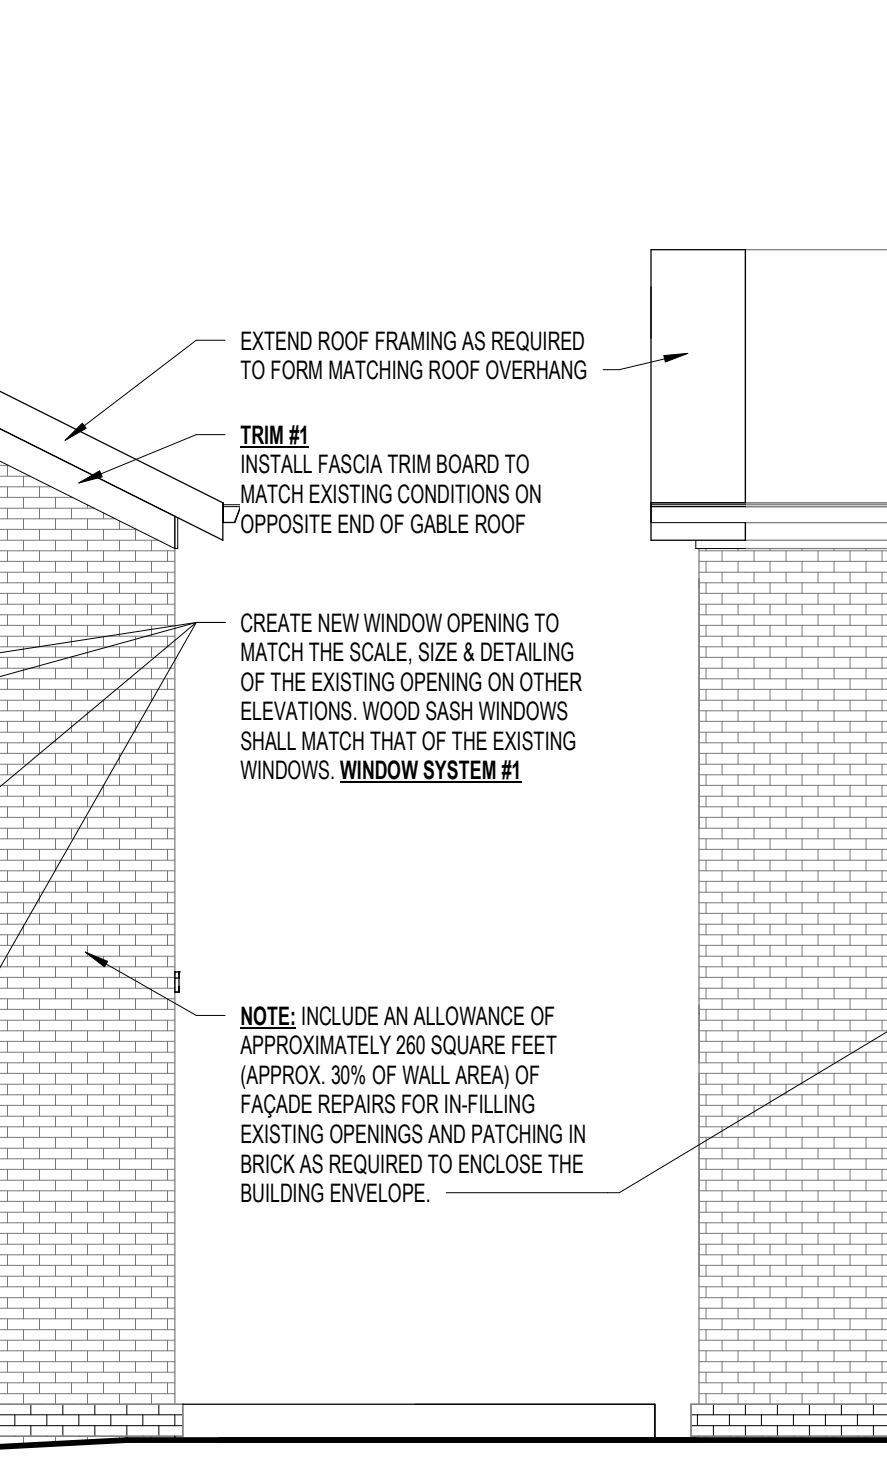 EXTEND ROOF FRAMING AS REQUIRED
TO FORM MATCHING ROOF OVERHANG
TRIM #1
INSTALL FASCIA TRIM BOARD TO
MATCH EXISTING CONDITIONS ON
OPPOSITE END OF GABLE ROOF
CREATE NEW WINDOW OPENING TO
MATCH THE SCALE, SIZE & DETAILING
OF THE EXISTING OPENING ON OTHER
ELEVATIONS. WOOD SASH WINDOWS
SHALL MATCH THAT OF THE EXISTING
WINDOWS. WINDOW SYSTEM #1
NOTE: INCLUDE AN ALLOWANCE OF
APPROXIMATELY 260 SQUARE FEET
(APPROX. 30% OF WALL AREA) OF
FAÇADE REPAIRS FOR IN-FILLING
EXISTING OPENINGS AND PATCHING IN
BRICK AS REQUIRED TO ENCLOSE THE
BUILDING ENVELOPE.